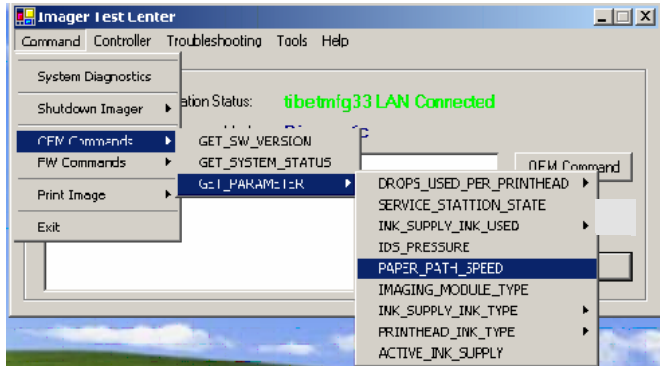 Imager Test Center
Command Controller Troubleshooting Tools Help
System Diagnostics
ation Status: tibetmfg33 LAN Connected
Shutdown Imager
OEM Commands
GET_SW_VERSION
FW Commands
GET_SYSTEM_STATUS
OEM Command
GET_PARAMETER
DROPS_USED_PER_PRINTHEAD
Print Image
SERVICE_STATTION_STATE
Exit
INK_SUPPLY_INK_USED
IDS_PRESSURE
PAPER_PATH_SPEED
IMAGING_MODULE_TYPE
INK_SUPPLY_INK_TYPE
PRINTHEAD_INK_TYPE
ACTIVE_INK_SUPPLY